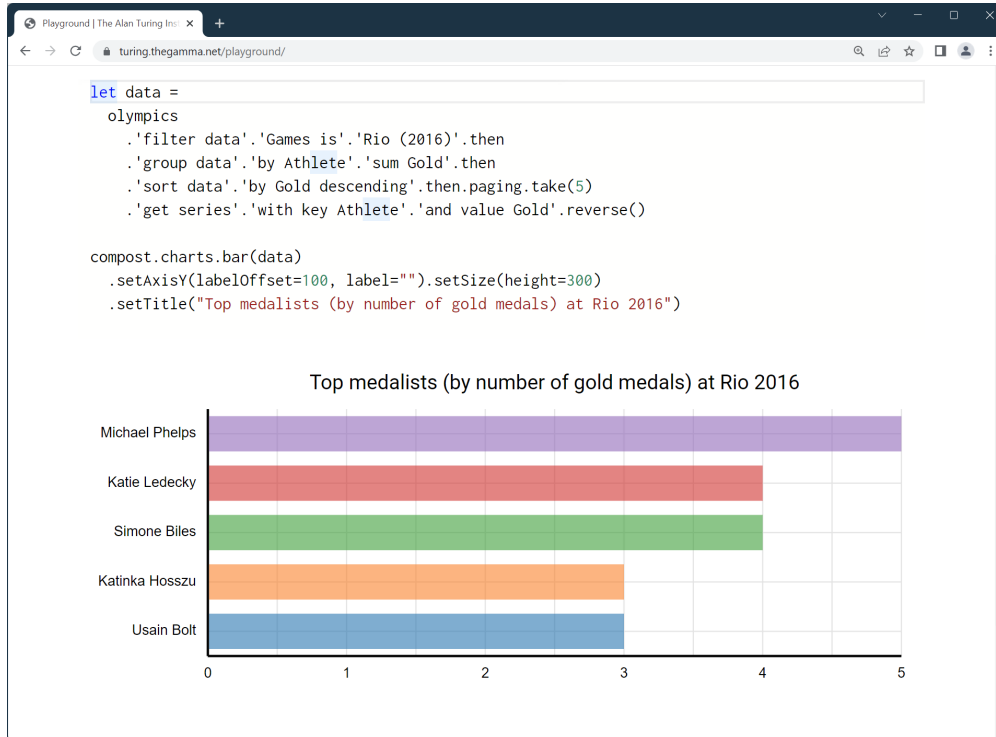 Playground | The Alan Turing Ins
turing.thegamma.net/playground/
let data =
olympics
.'filter data'.'Games is'.'Rio (2016)'.then
.'group data'.'by Athlete'.'sum Gold'.then
.'sort data'.'by Gold descending'.then.paging.take(5)
.'get series'.'with key Athlete'.'and value Gold'.reverse()
compost.charts.bar(data)
.setAxisY(labelOffset=100, label="").setSize(height=300)
.setTitle("Top medalists (by number of gold medals) at Rio 2016")
Top medalists (by number of gold medals) at Rio 2016
Michael Phelps
Katie Ledecky
Simone Biles
Katinka Hosszu
Usain Bolt
0 1 2 3 4 5